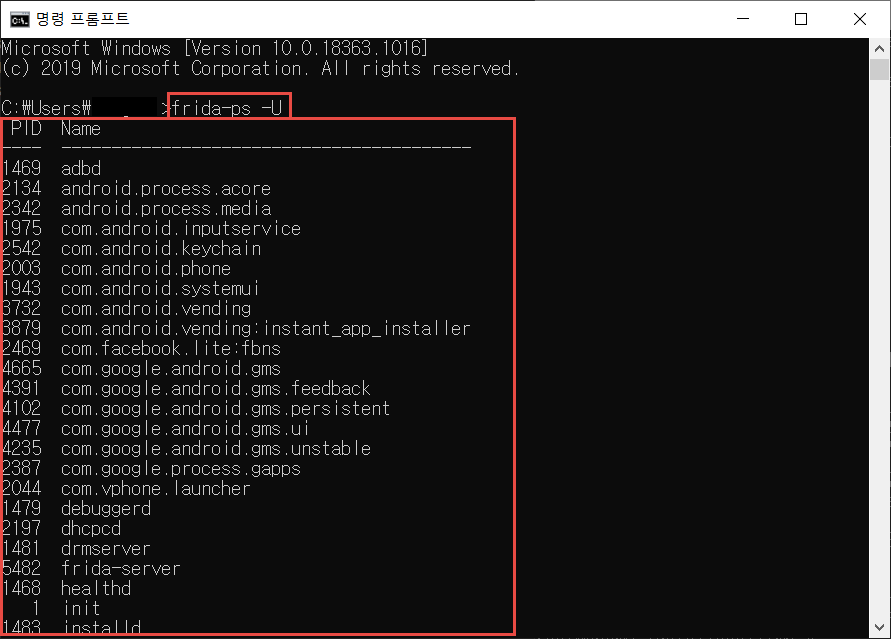 명령 프롬프트
Microsoft Windows [Version 10.0.18363.1016]
(c) 2019 Microsoft Corporation. All rights reserved.
C:₩Users₩ >frida-ps -U
PID Name
---- -----------------------------------------
1469 adbd
2134 android.process.acore
2342 android.process.media
1975 com.android.inputservice
2542 com.android.keychain
2003 com.android.phone
1943 com.android.systemui
3732 com.android.vending
3879 com.android.vending:instant_app_installer
2469 com.facebook.lite:fbns
4665 com.google.android.gms
4391 com.google.android.gms.feedback
4102 com.google.android.gms.persistent
4477 com.google.android.gms.ui
4235 com.google.android.gms.unstable
2387 com.google.process.gapps
2044 com.vphone.launcher
1479 debuggerd
2197 dhcpcd
1481 drmserver
5482 frida-server
1468 healthd
1 init
1483 installd